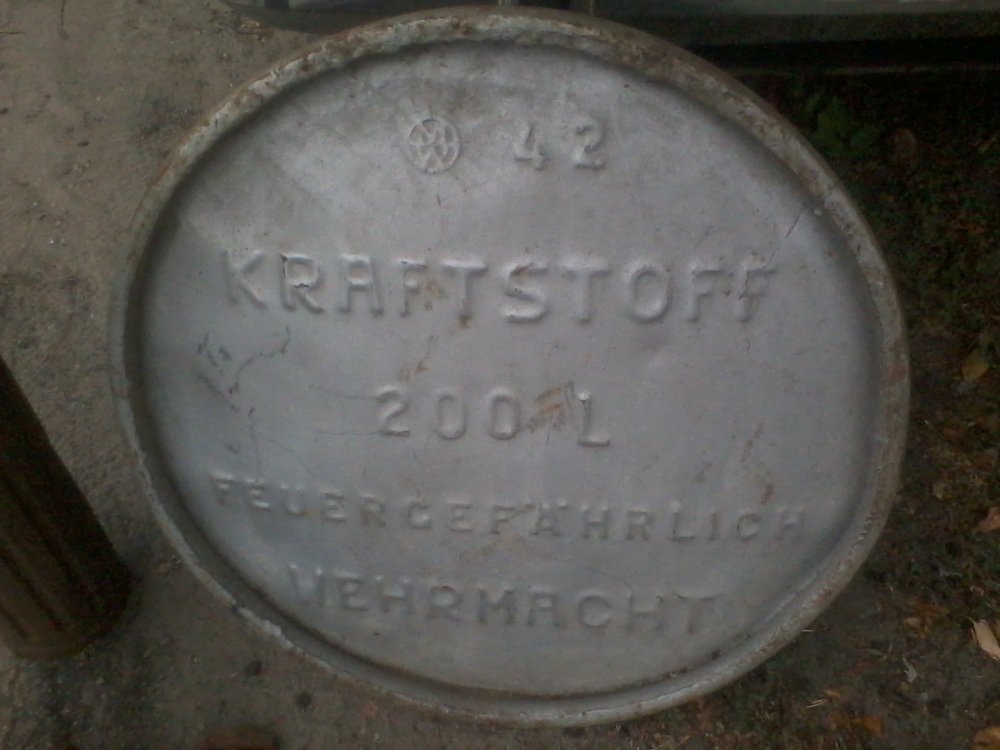 42
KRAFTSTOFF
200 L
FEUERGEFÄHRLICH
WEHRMACHT